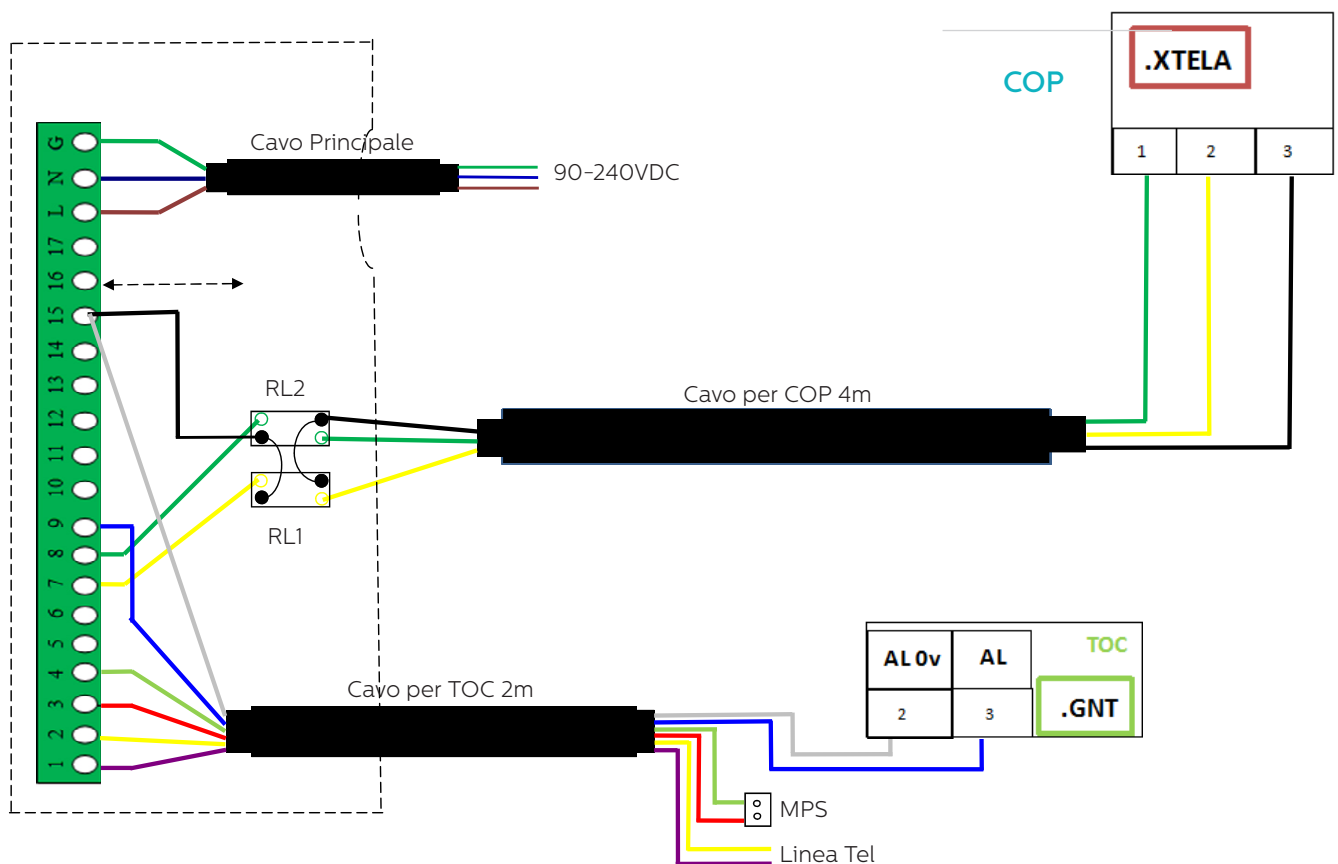 .XTELA
COP
1 2 3
Cavo Principale
90-240VDC
G
N
L
17
16
15
14
13
12
11
10
9
8
7
6
5
4
3
2
1
RL2
RL1
Cavo per COP 4m
Cavo per TOC 2m
AL 0v AL TOC
2 3 .GNT
MPS
Linea Tel